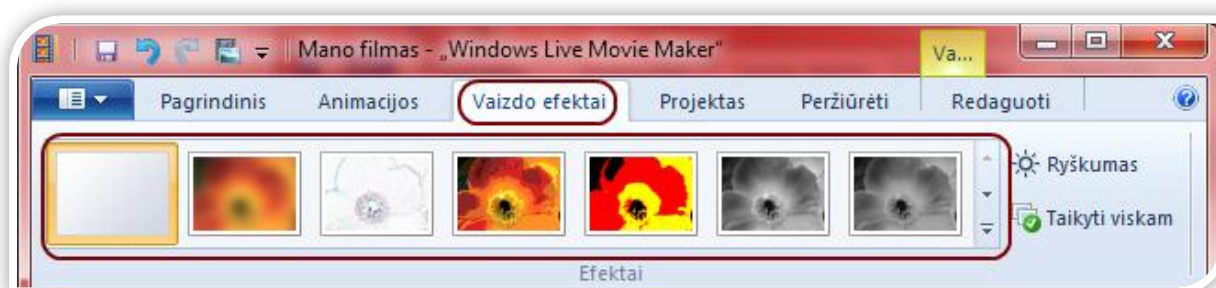 Mano filmas - „Windows Live Movie Maker“
Va...
Pagrindinis Animacijos Vaizdo efektai Projektas Peržiūrėti Redaguoti
Ryškumas
Taikyti viskam
Efektai